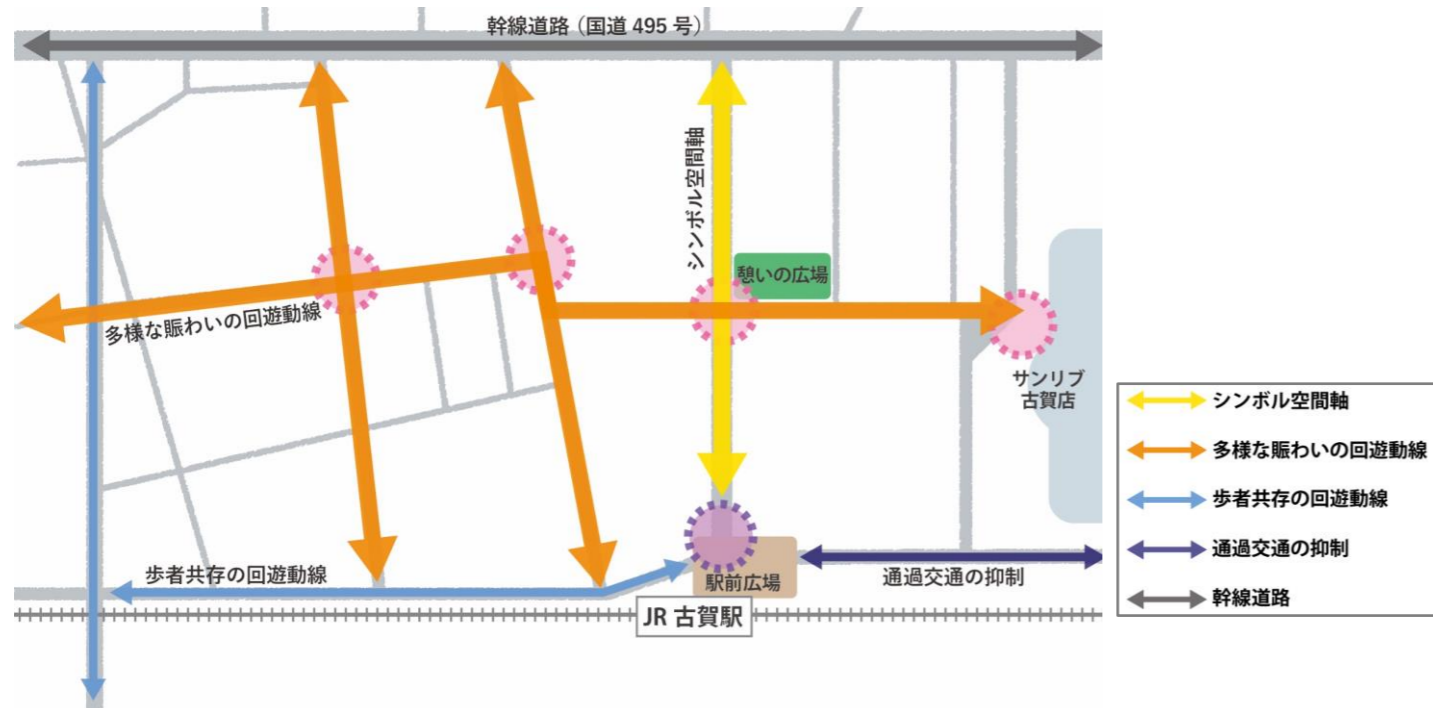 幹線道路（国道 495 号）
シンボル空間軸
憩いの広場
多様な賑わいの回遊動線
サンリブ
古賀店
歩者共存の回遊動線
駅前広場
通過交通の抑制
JR 古賀駅
シンボル空間軸
多様な賑わいの回遊動線
歩者共存の回遊動線
通過交通の抑制
幹線道路